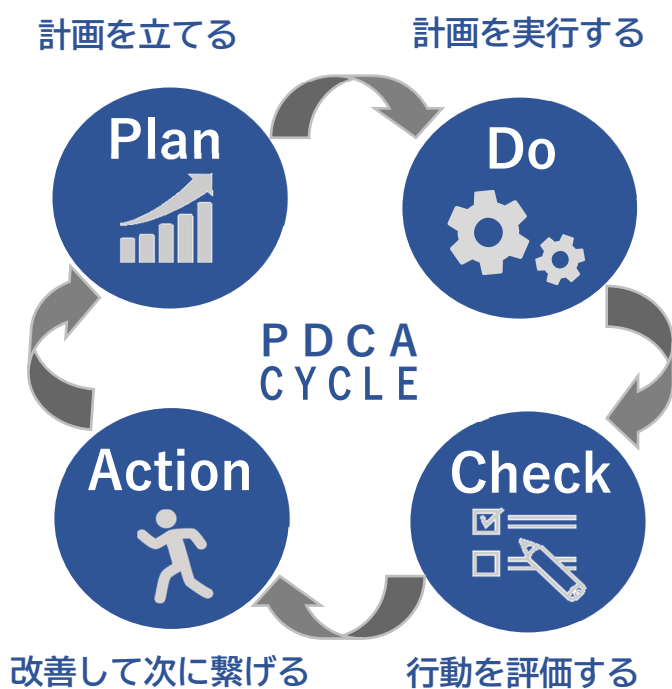 計画を立てる
計画を実行する
Plan
Do
PDCA
CYCLE
Action
Check
改善して次に繋げる
行動を評価する